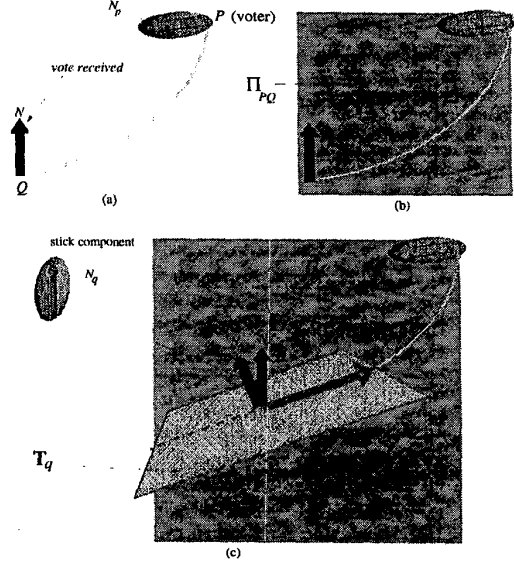 N_p
P (voter)
vote received
N
Q
(a)
Π_PQ
(b)
stick component
N_q
T_q
(c)